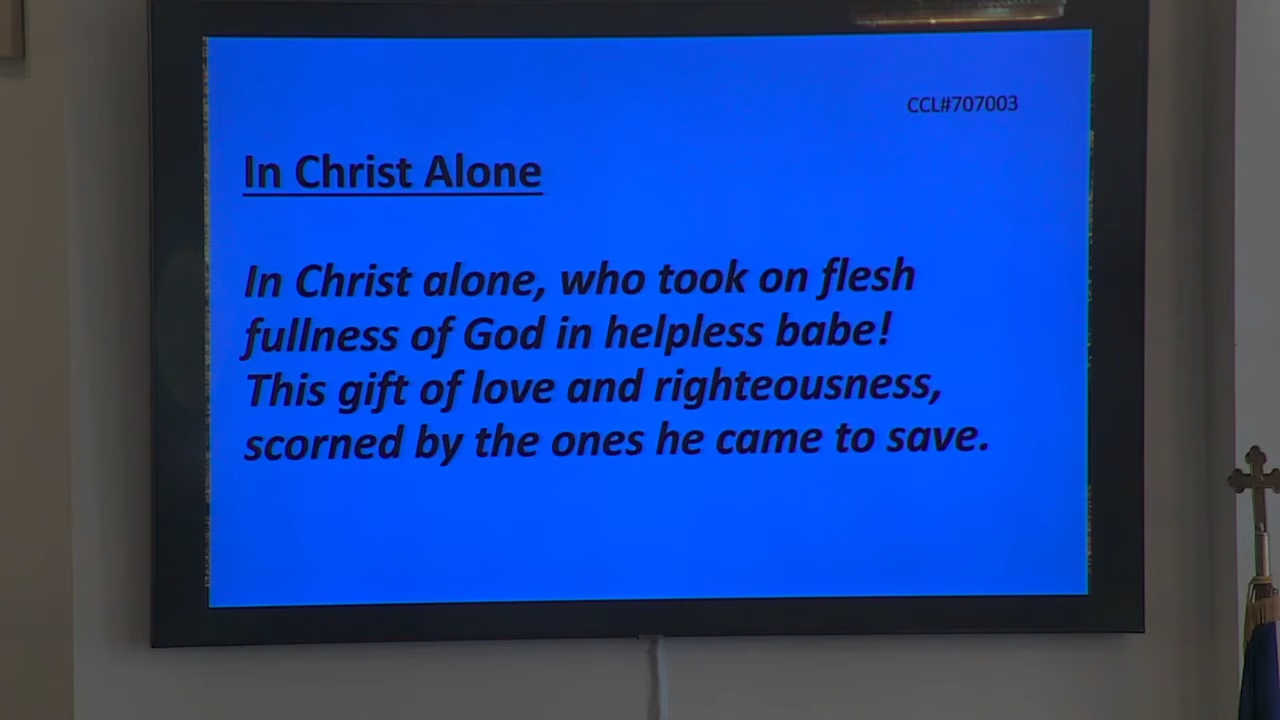 CCL#707003
In Christ Alone
In Christ alone, who took on flesh
fullness of God in helpless babe!
This gift of love and righteousness,
scorned by the ones he came to save.